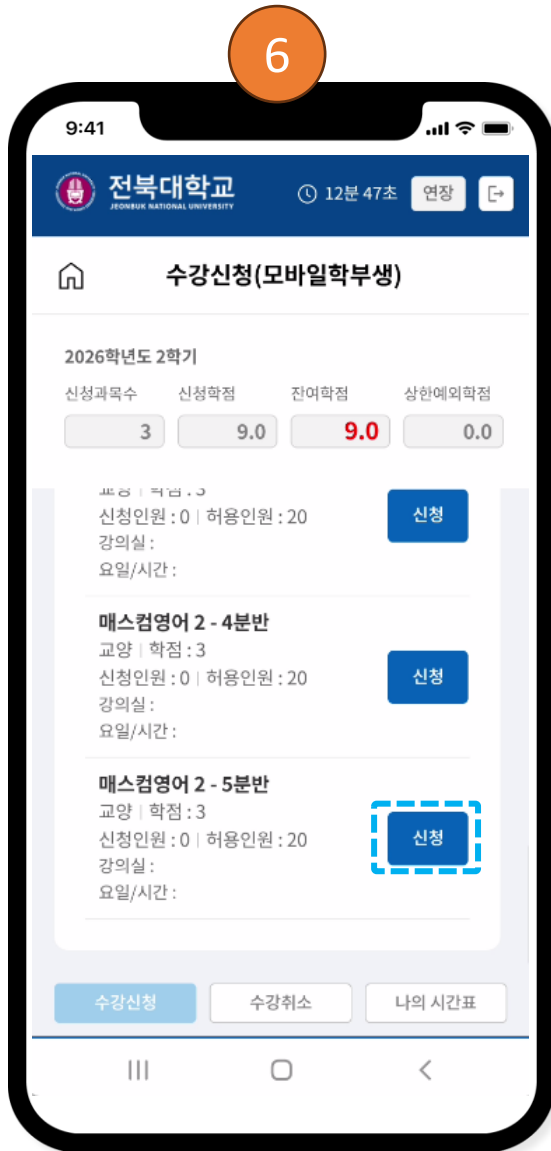 6
9:41
전북대학교
JEONBUK NATIONAL UNIVERSITY
12분 47초 연장
수강신청(모바일학부생)
2026학년도 2학기
신청과목수 신청학점 잔여학점 상한예외학점
3 9.0 9.0 0.0
교양 | 학점 : 3
신청인원 : 0 | 허용인원 : 20
신청
강의실 :
요일/시간 :
매스컴영어 2 - 4분반
교양 | 학점 : 3
신청인원 : 0 | 허용인원 : 20
신청
강의실 :
요일/시간 :
매스컴영어 2 - 5분반
교양 | 학점 : 3
신청인원 : 0 | 허용인원 : 20
신청
강의실 :
요일/시간 :
수강신청 수강취소 나의 시간표